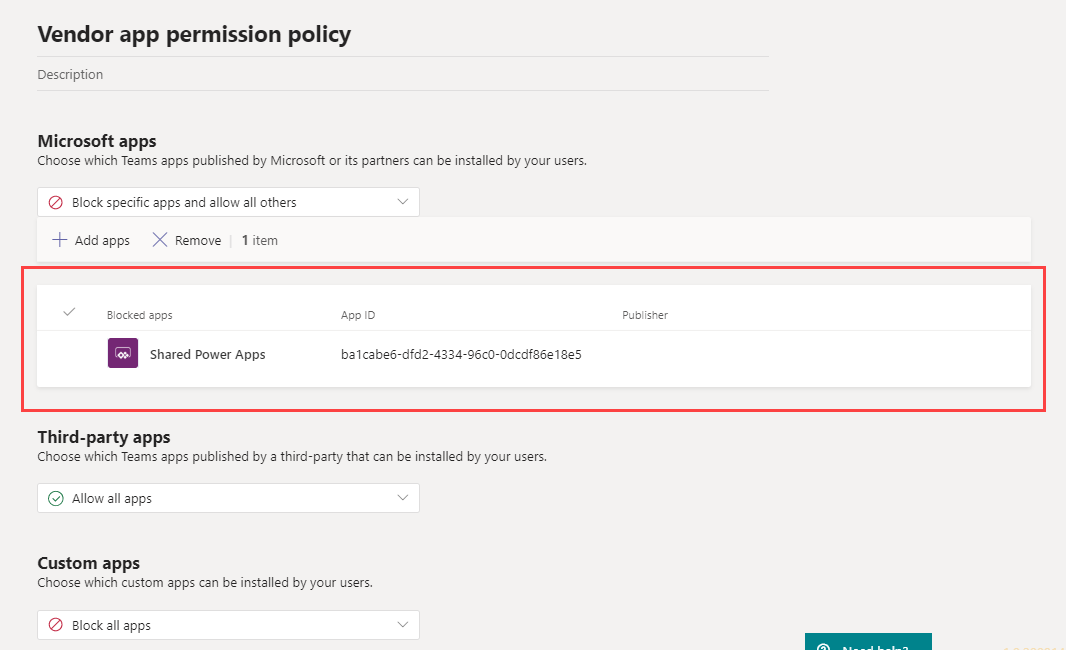 Vendor app permission policy
Description
Microsoft apps
Choose which Teams apps published by Microsoft or its partners can be installed by your users.
Block specific apps and allow all others
Add apps Remove | 1 item
Blocked apps App ID Publisher
Shared Power Apps ba1cabe6-dfd2-4334-96c0-0dcdf86e18e5
Third-party apps
Choose which Teams apps published by a third-party that can be installed by your users.
Allow all apps
Custom apps
Choose which custom apps can be installed by your users.
Block all apps
Need help?